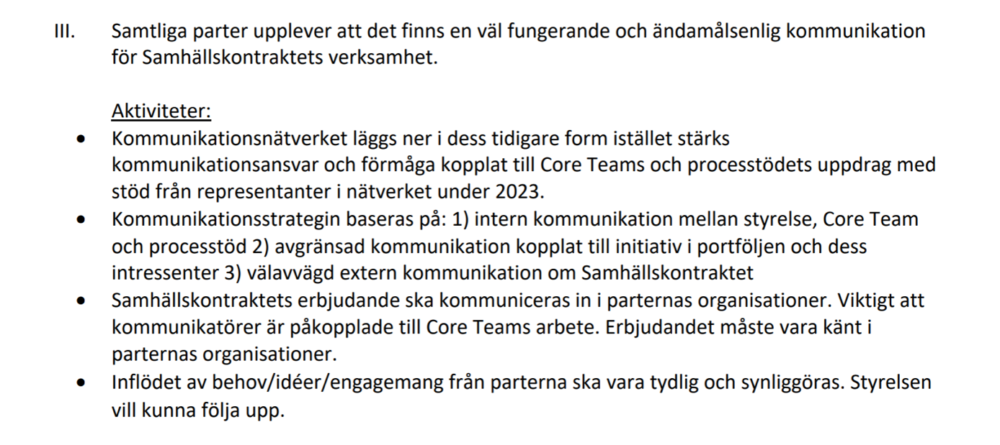 III. Samtliga parter upplever att det finns en väl fungerande och ändamålsenlig kommunikation
för Samhällskontraktets verksamhet.
Aktiviteter:
• Kommunikationsnätverket läggs ner i dess tidigare form istället stärks
kommunikationsansvar och förmåga kopplat till Core Teams och processtödets uppdrag med
stöd från representanter i nätverket under 2023.
• Kommunikationsstrategin baseras på: 1) intern kommunikation mellan styrelse, Core Team
och processtöd 2) avgränsad kommunikation kopplat till initiativ i portföljen och dess
intressenter 3) välavvägd extern kommunikation om Samhällskontraktet
• Samhällskontraktets erbjudande ska kommuniceras in i parternas organisationer. Viktigt att
kommunikatörer är påkopplade till Core Teams arbete. Erbjudandet måste vara känt i
parternas organisationer.
• Inflödet av behov/idéer/engagemang från parterna ska vara tydlig och synliggöras. Styrelsen
vill kunna följa upp.